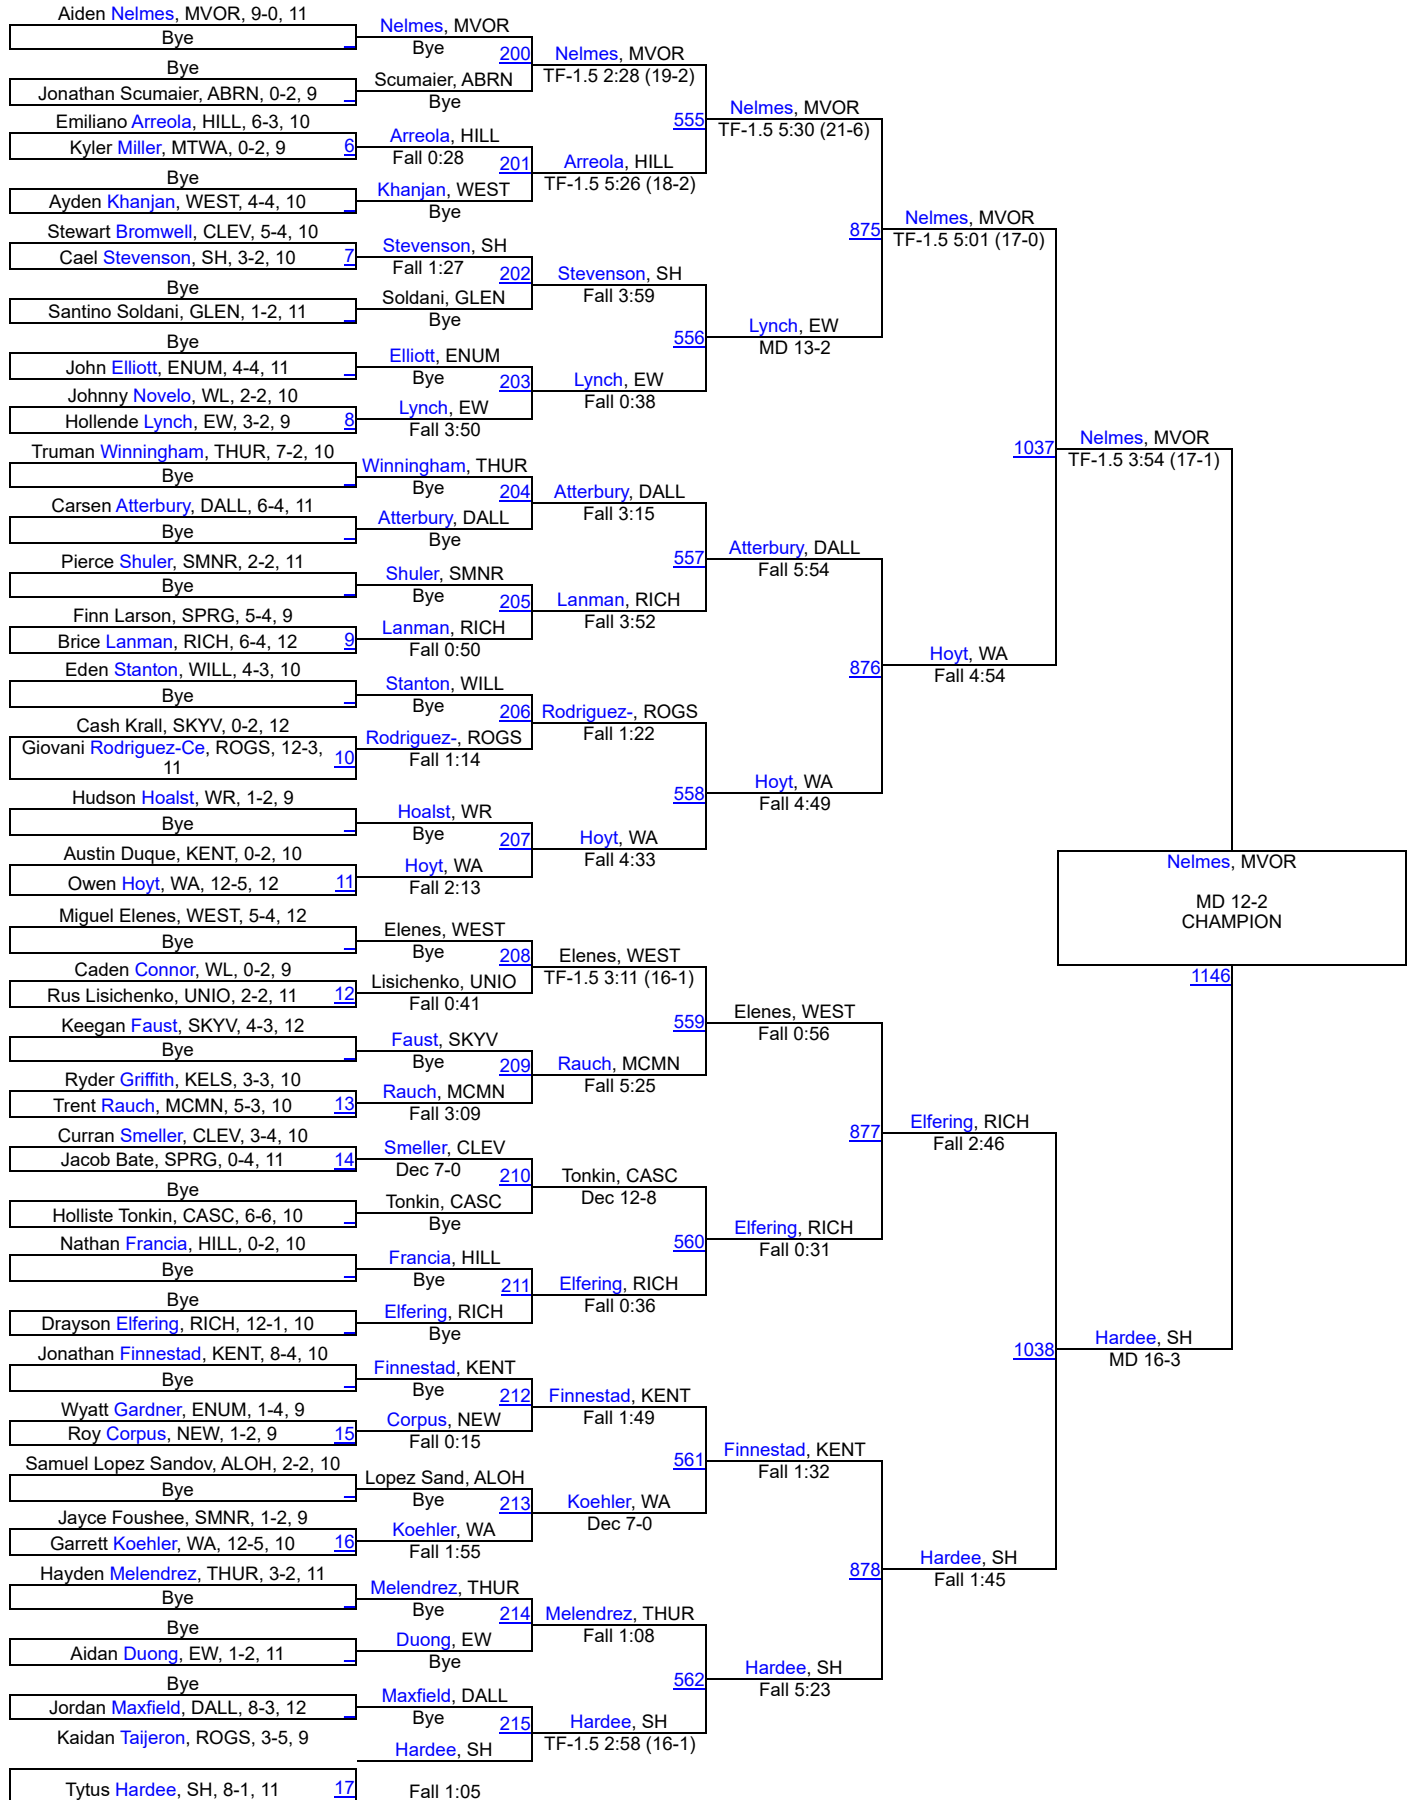 Aiden Nelmes, MVOR, 9-0, 11
Bye
Bye
Jonathan Scumaier, ABRN, 0-2, 9
Emiliano Arreola, HILL, 6-3, 10
Kyler Miller, MTWA, 0-2, 9
6
Bye
Ayden Khanjan, WEST, 4-4, 10
Stewart Bromwell, CLEV, 5-4, 10
Cael Stevenson, SH, 3-2, 10
7
Bye
Santino Soldani, GLEN, 1-2, 11
Bye
John Elliott, ENUM, 4-4, 11
Johnny Novelo, WL, 2-2, 10
Hollende Lynch, EW, 3-2, 9
8
Truman Winningham, THUR, 7-2, 10
Bye
Carsen Atterbury, DALL, 6-4, 11
Bye
Pierce Shuler, SMNR, 2-2, 11
Bye
Finn Larson, SPRG, 5-4, 9
Brice Lanman, RICH, 6-4, 12
9
Eden Stanton, WILL, 4-3, 10
Bye
Cash Krall, SKYV, 0-2, 12
Giovani Rodriguez-Ce, ROGS, 12-3,
11
10
Hudson Hoalst, WR, 1-2, 9
Bye
Austin Duque, KENT, 0-2, 10
Owen Hoyt, WA, 12-5, 12
11
Miguel Elenes, WEST, 5-4, 12
Bye
Caden Connor, WL, 0-2, 9
Rus Lisichenko, UNIO, 2-2, 11
12
Keegan Faust, SKYV, 4-3, 12
Bye
Ryder Griffith, KELS, 3-3, 10
Trent Rauch, MCMN, 5-3, 10
13
Curran Smeller, CLEV, 3-4, 10
Jacob Bate, SPRG, 0-4, 11
14
Bye
Holliste Tonkin, CASC, 6-6, 10
Nathan Francia, HILL, 0-2, 10
Bye
Bye
Drayson Elfering, RICH, 12-1, 10
Jonathan Finnestad, KENT, 8-4, 10
Bye
Wyatt Gardner, ENUM, 1-4, 9
Roy Corpus, NEW, 1-2, 9
15
Samuel Lopez Sandov, ALOH, 2-2, 10
Bye
Jayce Foushee, SMNR, 1-2, 9
Garrett Koehler, WA, 12-5, 10
16
Hayden Melendrez, THUR, 3-2, 11
Bye
Bye
Aidan Duong, EW, 1-2, 11
Bye
Jordan Maxfield, DALL, 8-3, 12
Kaidan Taijeron, ROGS, 3-5, 9
Tytus Hardee, SH, 8-1, 11
17
Nelmes, MVOR
Bye
200
Scumaier, ABRN
Bye
Arreola, HILL
Fall 0:28
201
Khanjan, WEST
Bye
Stevenson, SH
Fall 1:27
202
Soldani, GLEN
Bye
Elliott, ENUM
Bye
203
Lynch, EW
Fall 3:50
Winningham, THUR
Bye
204
Atterbury, DALL
Bye
Shuler, SMNR
Bye
205
Lanman, RICH
Fall 0:50
Stanton, WILL
Bye
206
Rodriguez-, ROGS
Fall 1:14
Hoalst, WR
Bye
207
Hoyt, WA
Fall 2:13
Elenes, WEST
Bye
208
Lisichenko, UNIO
Fall 0:41
Faust, SKYV
Bye
209
Rauch, MCMN
Fall 3:09
Smeller, CLEV
Dec 7-0
210
Tonkin, CASC
Bye
Francia, HILL
Bye
211
Elfering, RICH
Bye
Finnestad, KENT
Bye
212
Corpus, NEW
Fall 0:15
Lopez Sand, ALOH
Bye
213
Koehler, WA
Fall 1:55
Melendrez, THUR
Bye
214
Duong, EW
Bye
Maxfield, DALL
Bye
215
Hardee, SH
Fall 1:05
Nelmes, MVOR
TF-1.5 2:28 (19-2)
555
Arreola, HILL
TF-1.5 5:26 (18-2)
Stevenson, SH
Fall 3:59
556
Lynch, EW
Fall 0:38
Atterbury, DALL
Fall 3:15
557
Lanman, RICH
Fall 3:52
Rodriguez-, ROGS
Fall 1:22
558
Hoyt, WA
Fall 4:33
Elenes, WEST
TF-1.5 3:11 (16-1)
559
Rauch, MCMN
Fall 5:25
Tonkin, CASC
Dec 12-8
560
Elfering, RICH
Fall 0:36
Finnestad, KENT
Fall 1:49
561
Koehler, WA
Dec 7-0
Melendrez, THUR
Fall 1:08
562
Hardee, SH
TF-1.5 2:58 (16-1)
Nelmes, MVOR
TF-1.5 5:30 (21-6)
875
Lynch, EW
MD 13-2
Atterbury, DALL
Fall 5:54
876
Hoyt, WA
Fall 4:49
Elenes, WEST
Fall 0:56
877
Elfering, RICH
Fall 0:31
Finnestad, KENT
Fall 1:32
878
Hardee, SH
Fall 5:23
Nelmes, MVOR
TF-1.5 5:01 (17-0)
1037
Hoyt, WA
Fall 4:54
Elfering, RICH
Fall 2:46
1038
Hardee, SH
Fall 1:45
Nelmes, MVOR
TF-1.5 3:54 (17-1)
Hardee, SH
MD 16-3
Nelmes, MVOR
MD 12-2
CHAMPION
1146